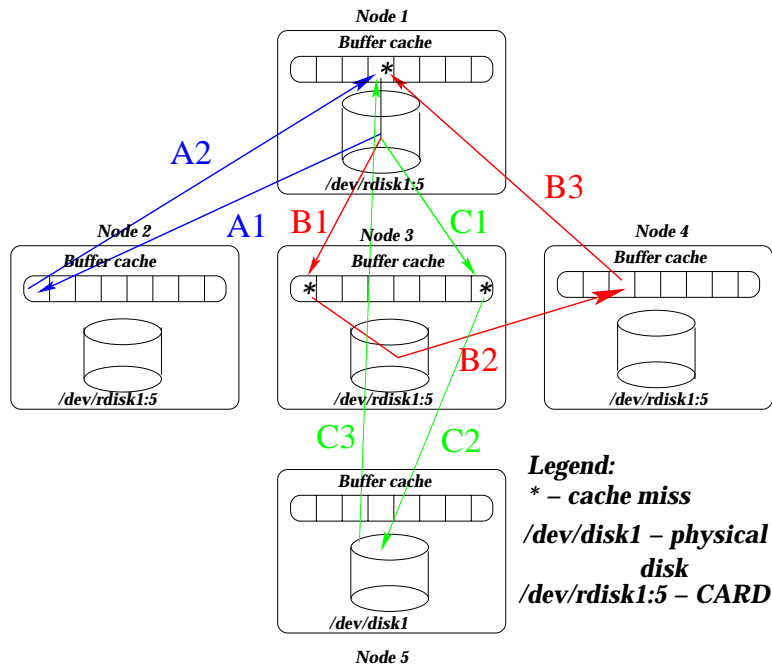 Node 1
Buffer cache
*
/dev/rdisk1:5
A2
A1
B1
C1
B3
Node 2
Buffer cache
/dev/rdisk1:5
Node 3
Buffer cache
*
*
/dev/rdisk1:5
Node 4
Buffer cache
/dev/rdisk1:5
B2
C3
C2
Buffer cache
/dev/disk1
Node 5
Legend:
* – cache miss
/dev/disk1 – physical
disk
/dev/rdisk1:5 – CARD